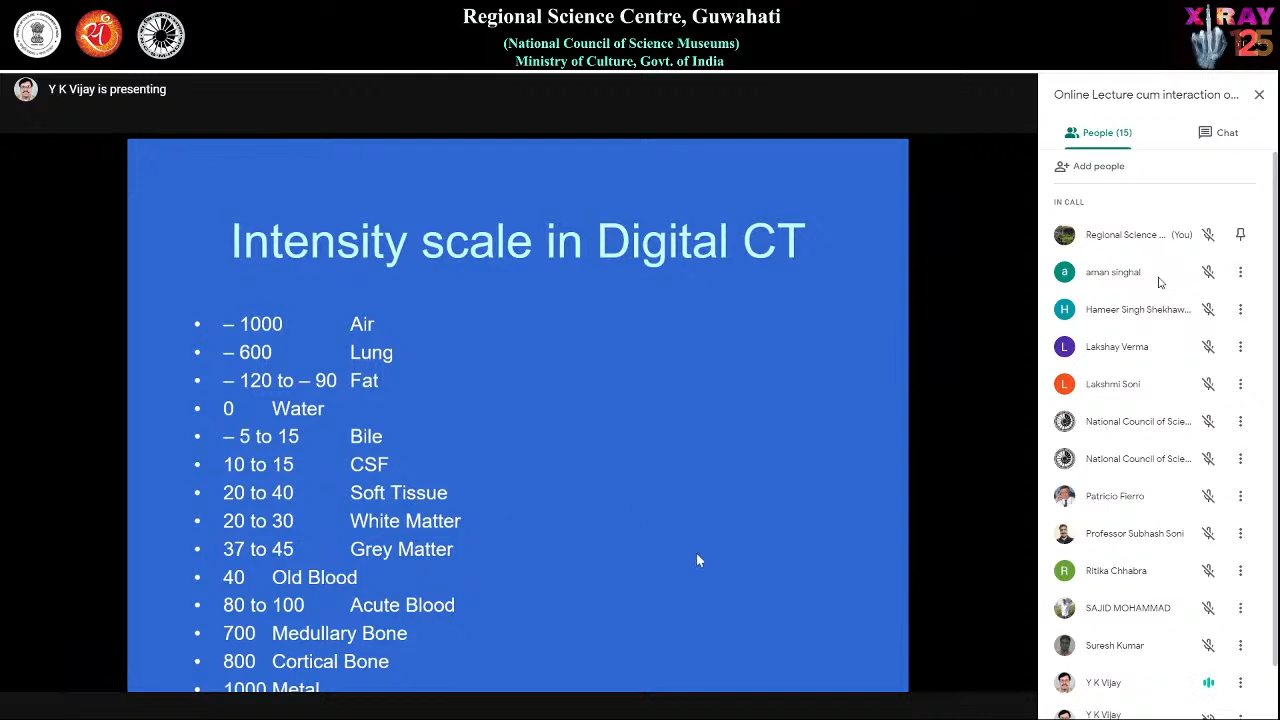 Regional Science Centre, Guwahati
(National Council of Science Museums)
Ministry of Culture, Govt. of India
X RAY
125
Y K Vijay is presenting
Intensity scale in Digital CT
• – 1000 Air
• – 600 Lung
• – 120 to – 90 Fat
• 0 Water
• – 5 to 15 Bile
• 10 to 15 CSF
• 20 to 40 Soft Tissue
• 20 to 30 White Matter
• 37 to 45 Grey Matter
• 40 Old Blood
• 80 to 100 Acute Blood
• 700 Medullary Bone
• 800 Cortical Bone
• 1000 Metal
Online Lecture cum interaction o...
People (15)
Chat
Add people
IN CALL
Regional Science ... (You)
a aman singhal
H Hameer Singh Shekhaw...
L Lakshay Verma
L Lakshmi Soni
National Council of Scie...
National Council of Scie...
Patricio Fierro
Professor Subhash Soni
R Ritika Chhabra
SAJID MOHAMMAD
Suresh Kumar
Y K Vijay
Y K Vijay